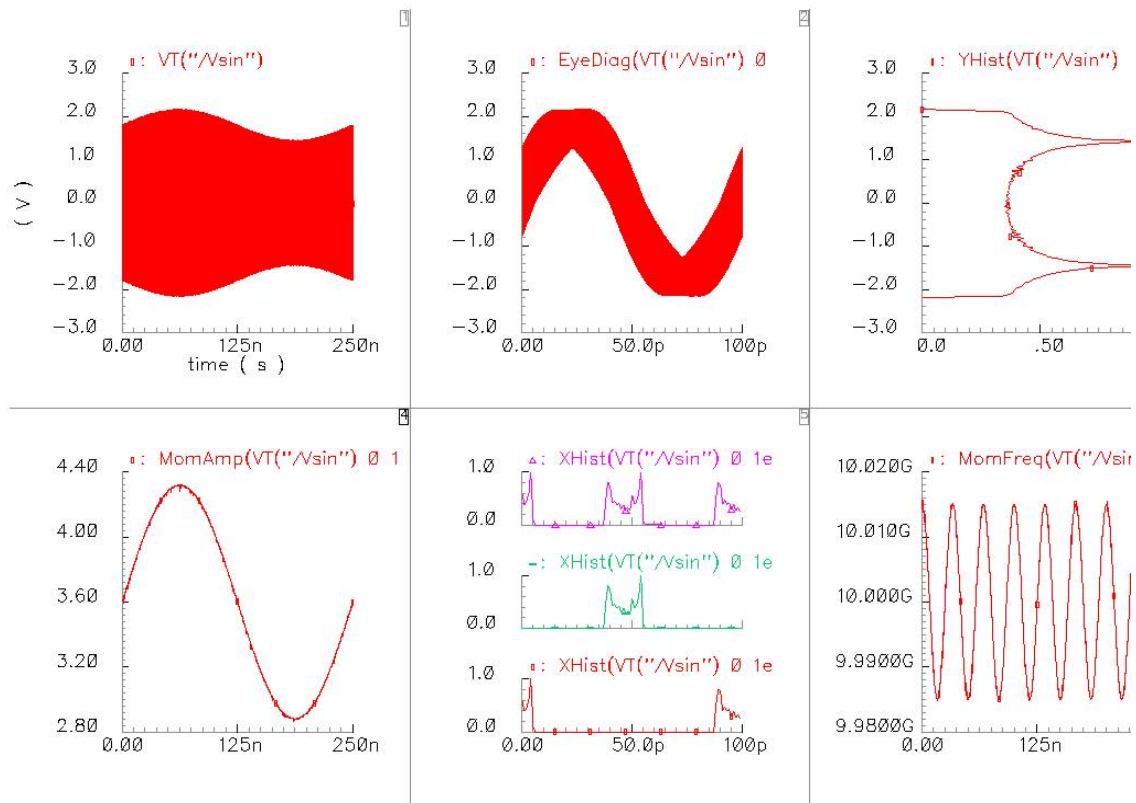 1
VT("/Vsin")
3.0
2.0
1.0
0.0
-1.0
-2.0
-3.0
( V )
0.00 125n 250n
time ( s )
2
EyeDiag(VT("/Vsin") 0
3.0
2.0
1.0
0.0
-1.0
-2.0
-3.0
0.00 50.0p 100p
YHist(VT("/Vsin")
3.0
2.0
1.0
0.0
-1.0
-2.0
-3.0
0.0 .50
4
MomAmp(VT("/Vsin") 0 1
4.40
4.00
3.60
3.20
2.80
0.00 125n 250n
5
XHist(VT("/Vsin") 0 1e
1.0
0.0
XHist(VT("/Vsin") 0 1e
1.0
0.0
XHist(VT("/Vsin") 0 1e
1.0
0.0
0.00 50.0p 100p
MomFreq(VT("/Vsin
10.020G
10.010G
10.000G
9.9900G
9.9800G
0.00 125n